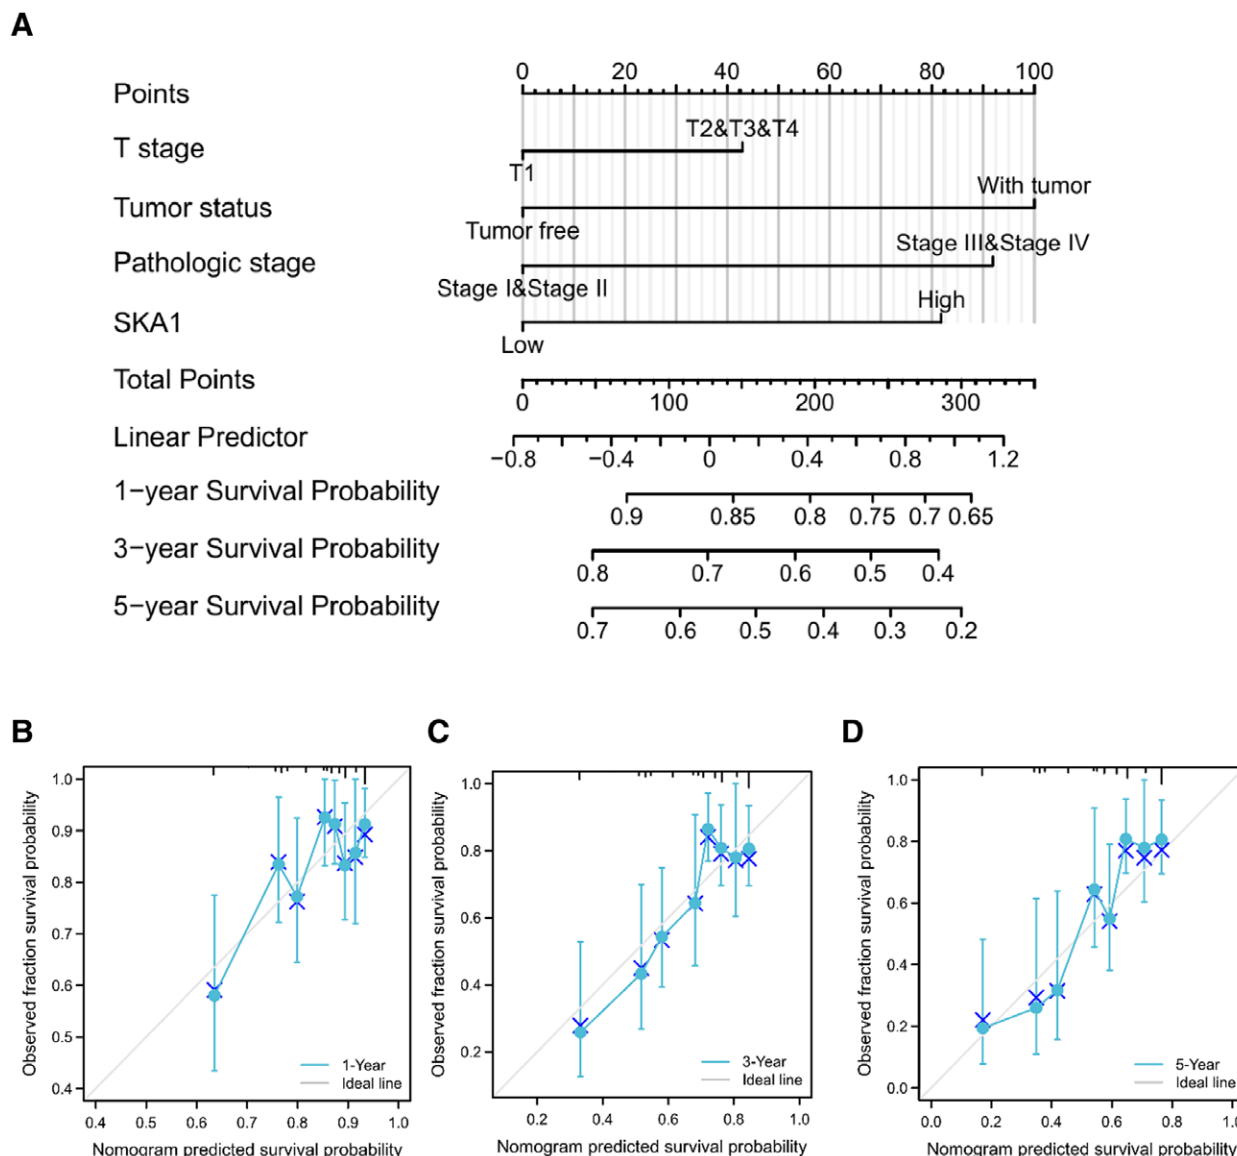 A
Points
0 20 40 60 80 100
T stage
T2&T3&T4
T1
Tumor status
With tumor
Tumor free
Pathologic stage
Stage III&Stage IV
Stage I&Stage II
SKA1
High
Low
Total Points
0 100 200 300
Linear Predictor
−0.8 −0.4 0 0.4 0.8 1.2
1−year Survival Probability
0.9 0.85 0.8 0.75 0.7 0.65
3−year Survival Probability
0.8 0.7 0.6 0.5 0.4
5−year Survival Probability
0.7 0.6 0.5 0.4 0.3 0.2
B
Observed fraction survival probability
1.0
0.9
0.8
0.7
0.6
0.5
0.4
1-Year
Ideal line
0.4 0.5 0.6 0.7 0.8 0.9 1.0
Nomogram predicted survival probability
C
Observed fraction survival probability
1.0
0.8
0.6
0.4
0.2
3-Year
Ideal line
0.2 0.4 0.6 0.8 1.0
Nomogram predicted survival probability
D
Observed fraction survival probability
1.0
0.8
0.6
0.4
0.2
0.0
5-Year
Ideal line
0.0 0.2 0.4 0.6 0.8 1.0
Nomogram predicted survival probability